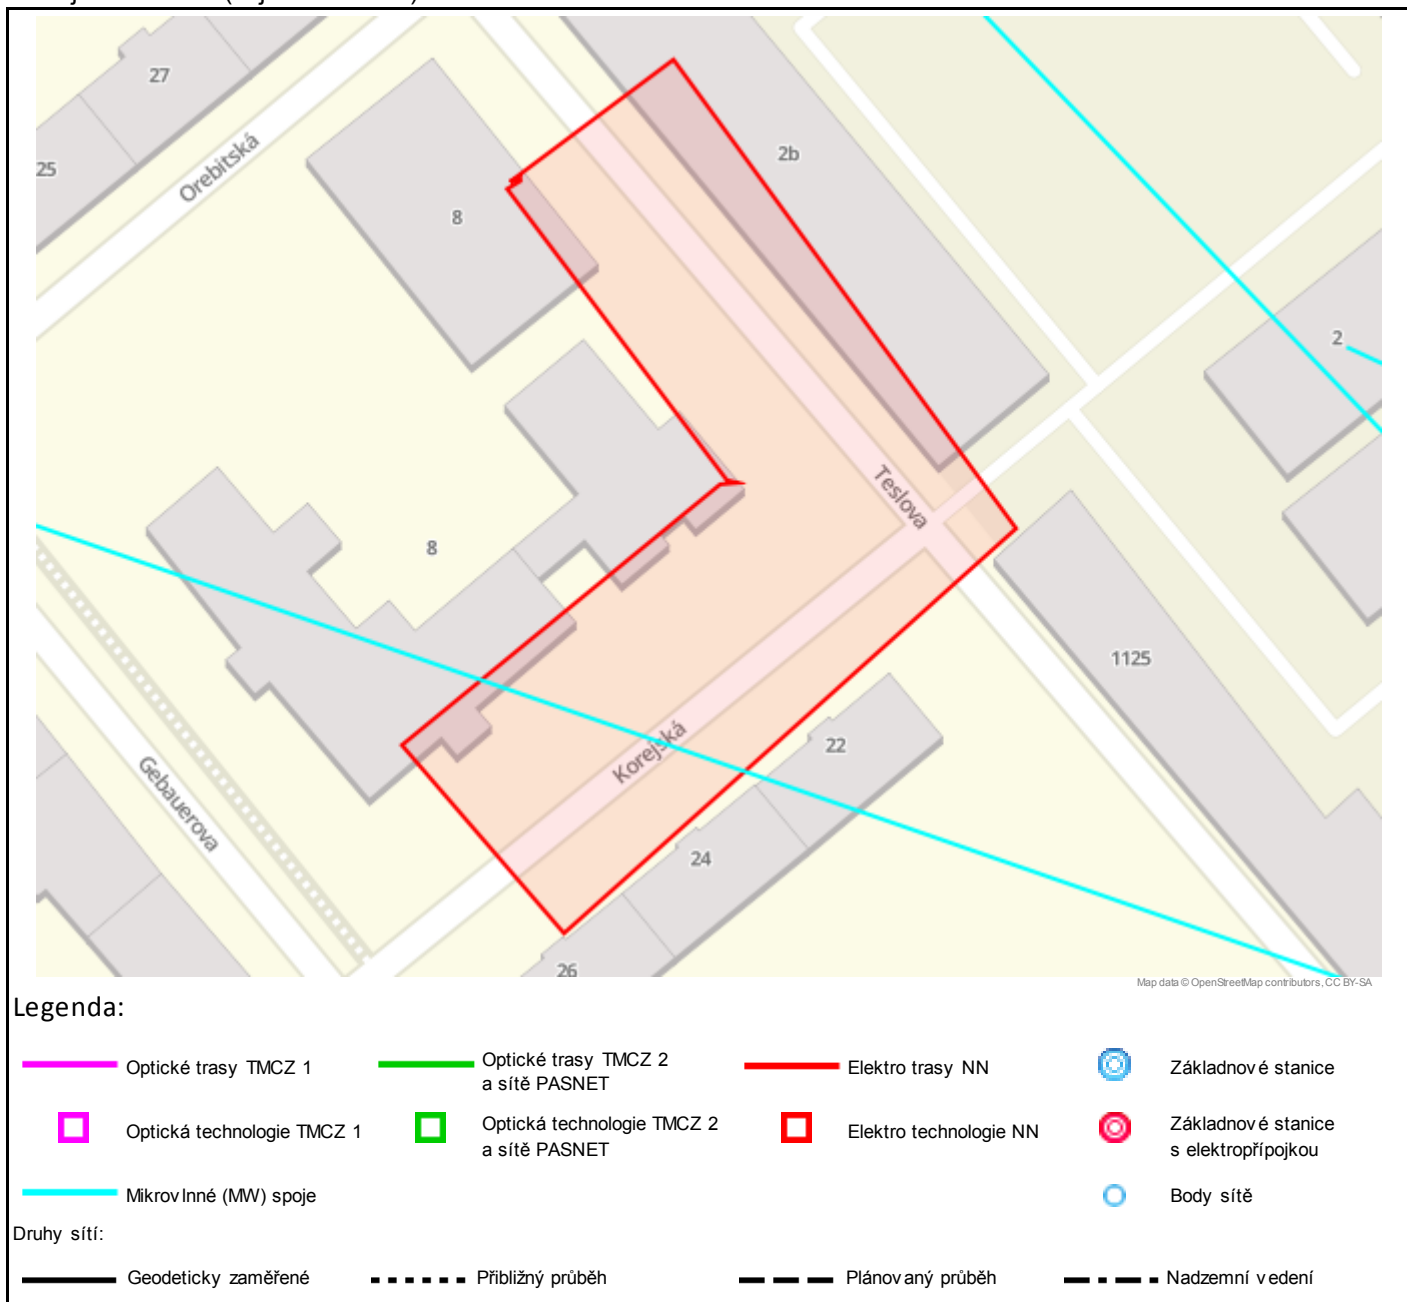 27
25
Orebitská
8
2b
2
Teslova
8
1125
Korejská
22
Gebauerova
24
26
Map data © OpenStreetMap contributors, CC BY-SA
Legenda:
Optické trasy TMCZ 1
Optické trasy TMCZ 2
a sítě PASNET
Elektro trasy NN
Základnové stanice
Optická technologie TMCZ 1
Optická technologie TMCZ 2
a sítě PASNET
Elektro technologie NN
Základnové stanice
s elektropřípojkou
Mikrovlnné (MW) spoje
Body sítě
Druhy sítí:
Geodeticky zaměřené
Přibližný průběh
Plánovaný průběh
Nadzemní vedení